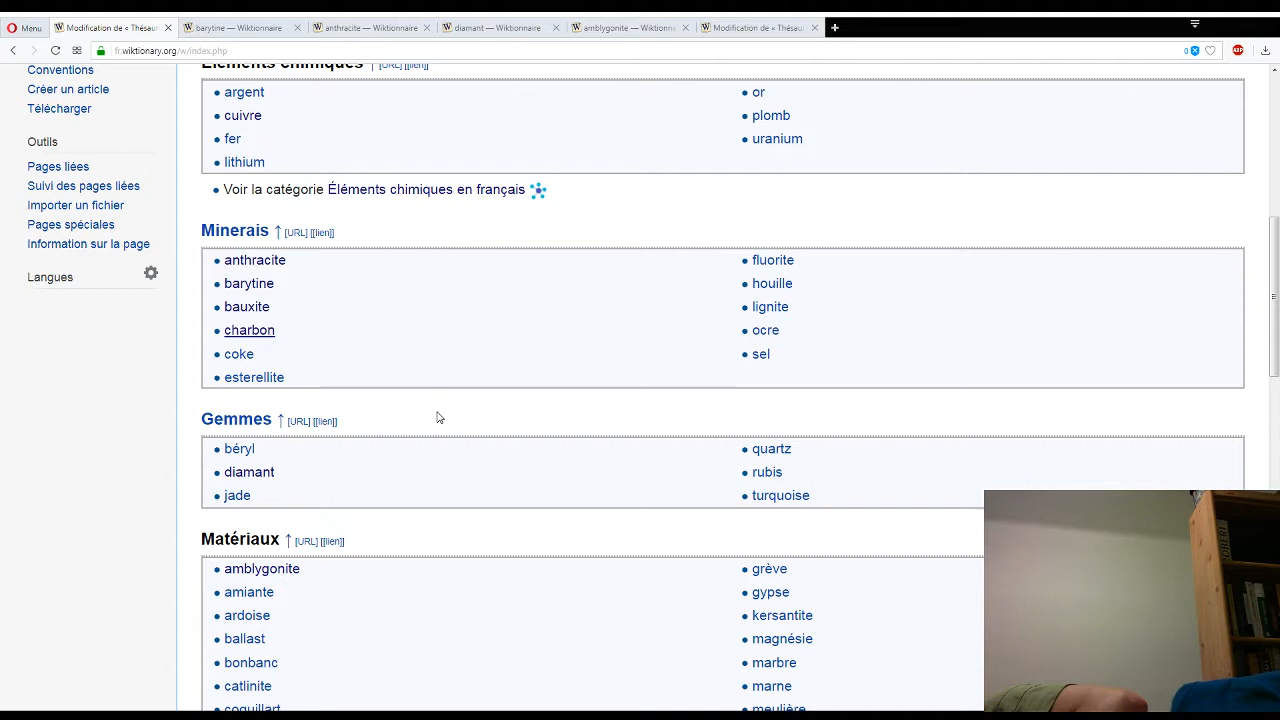 Menu
Modification de « Thésau
barytine — Wiktionnaire
anthracite — Wiktionnaire
diamant — Wiktionnaire
amblygonite — Wiktionna
Modification de « Thésau
fr.wiktionary.org/w/index.php
0
ABP
Conventions
Créer un article
Télécharger
Outils
Pages liées
Suivi des pages liées
Importer un fichier
Pages spéciales
Information sur la page
Langues
Éléments chimiques ↑ [URL] [[lien]]
argent
cuivre
fer
lithium
or
plomb
uranium
Voir la catégorie Éléments chimiques en français
Minerais ↑ [URL] [[lien]]
anthracite
barytine
bauxite
charbon
coke
esterellite
fluorite
houille
lignite
ocre
sel
Gemmes ↑ [URL] [[lien]]
béryl
diamant
jade
quartz
rubis
turquoise
Matériaux ↑ [URL] [[lien]]
amblygonite
amiante
ardoise
ballast
bonbanc
catlinite
coquillart
grève
gypse
kersantite
magnésie
marbre
marne
meulière